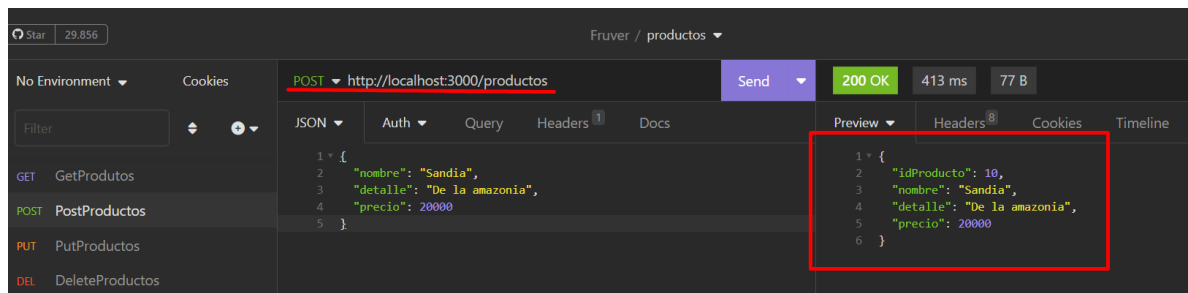 Star 29.856
Fruver / productos
No Environment Cookies
POST http://localhost:3000/productos Send
200 OK 413 ms 77 B
Filter
JSON Auth Query Headers 1 Docs
Preview Headers 8 Cookies Timeline
GET GetProdutos
POST PostProductos
PUT PutProductos
DEL DeleteProductos
1 {
2 "nombre": "Sandia",
3 "detalle": "De la amazonia",
4 "precio": 20000
5 }
1 {
2 "idProducto": 10,
3 "nombre": "Sandia",
4 "detalle": "De la amazonia",
5 "precio": 20000
6 }